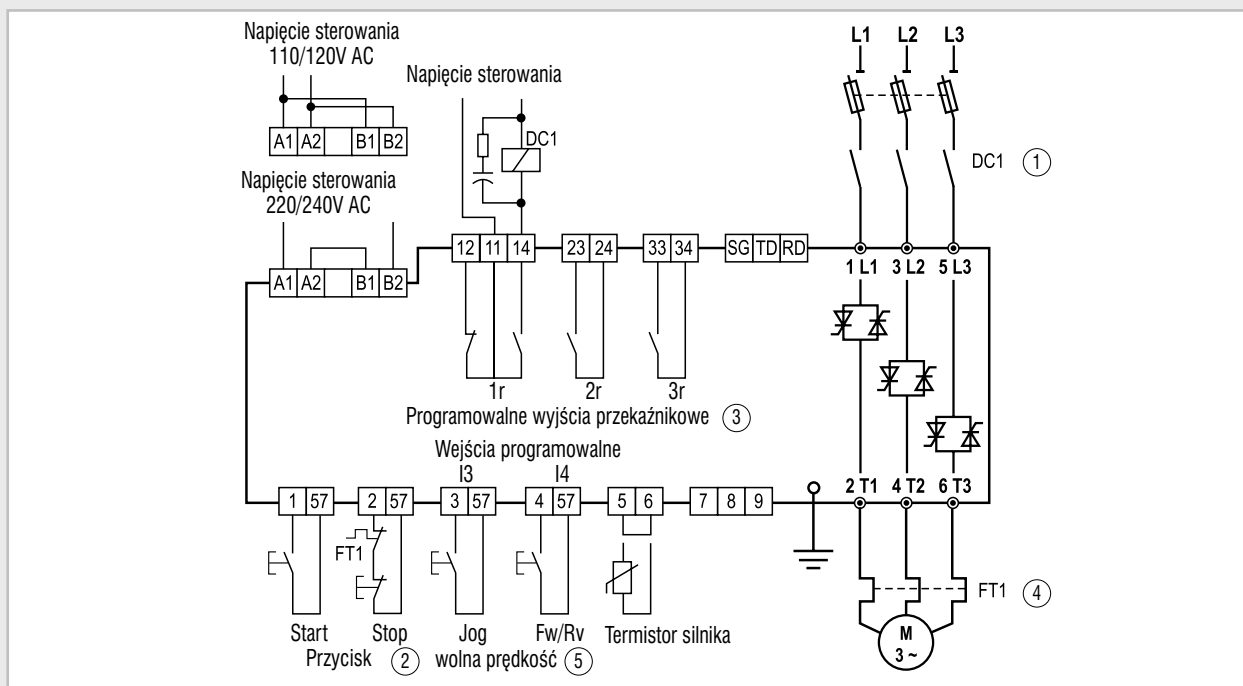 Napięcie sterowania
110/120V AC
A1 A2 B1 B2
Napięcie sterowania
220/240V AC
A1 A2 B1 B2
Napięcie sterowania
DC1
12 11 14 23 24 33 34 SG TD RD
1r 2r 3r
Programowalne wyjścia przekaźnikowe 3
L1 L2 L3
DC1 1
1 L1 3 L2 5 L3
2 T1 4 T2 6 T3
Wejścia programowalne
I3 I4
1 57 2 57 3 57 4 57 5 6 7 8 9
FT1
Start Stop Jog Fw/Rv Termistor silnika
Przycisk 2 wolna prędkość 5
FT1 4
M
3 ~